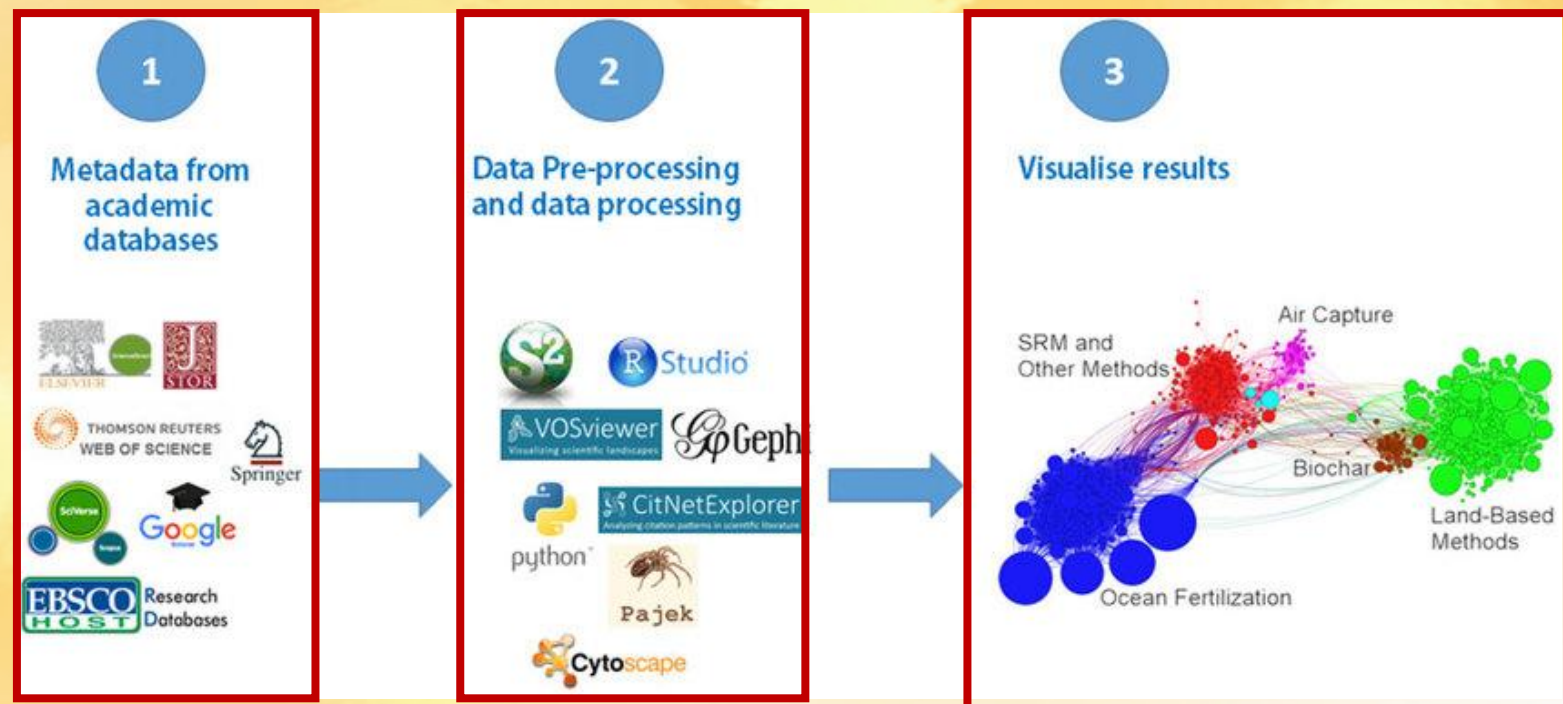 1
Metadata from
academic
databases
ELSEVIER
J
STOR
THOMSON REUTERS
WEB OF SCIENCE
Springer
SciVerse
Scopus
Google
EBSCO
HOST
Research
Databases
2
Data Pre-processing
and data processing
S2
R Studio
VOSviewer
Visualizing scientific landscapes
Geph
python
CitNetExplorer
Analyzing citation patterns in scientific literature
Pajek
Cytoscape
3
Visualise results
Air Capture
SRM and
Other Methods
Biochar
Land-Based
Methods
Ocean Fertilization